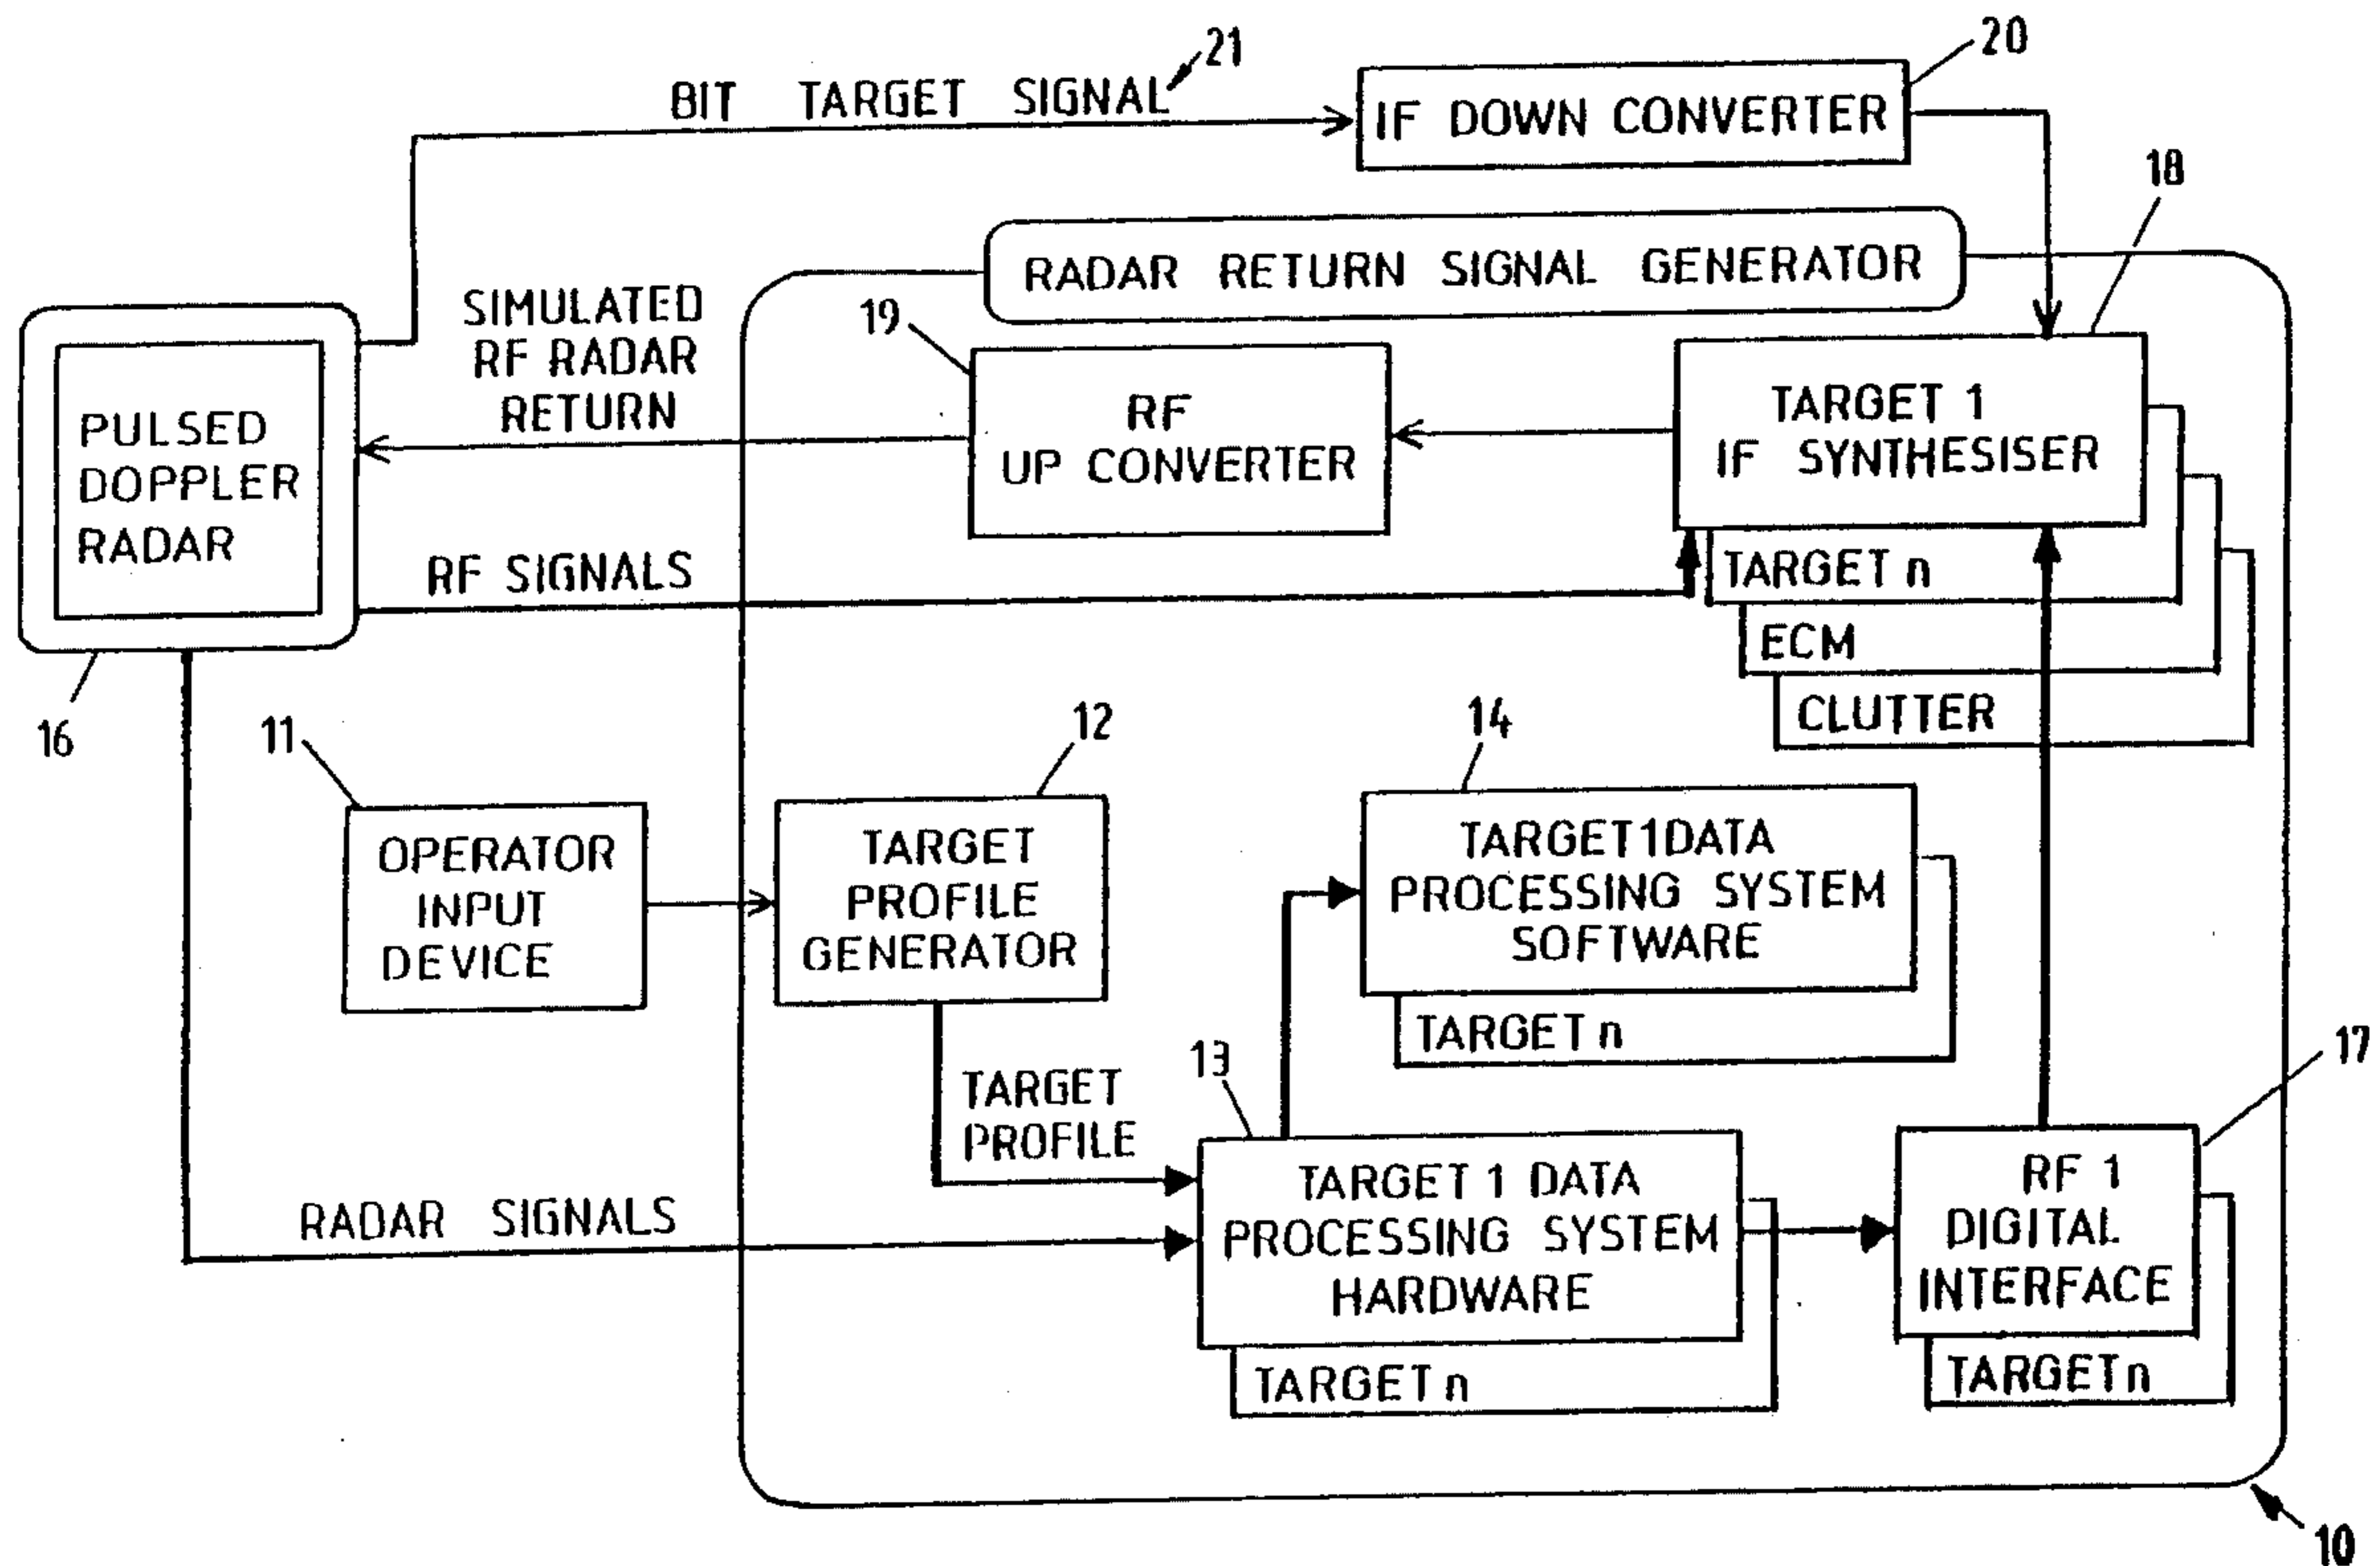 21
20
BIT TARGET SIGNAL
IF DOWN CONVERTER
18
RADAR RETURN SIGNAL GENERATOR
SIMULATED
RF RADAR
RETURN
19
PULSED
DOPPLER
RADAR
RF
UP CONVERTER
TARGET 1
IF SYNTHESISER
TARGET n
ECM
CLUTTER
RF SIGNALS
16
11
12
14
OPERATOR
INPUT
DEVICE
TARGET
PROFILE
GENERATOR
TARGET 1 DATA
PROCESSING SYSTEM
SOFTWARE
TARGET n
13
17
TARGET
PROFILE
RADAR SIGNALS
TARGET 1 DATA
PROCESSING SYSTEM
HARDWARE
TARGET n
RF 1
DIGITAL
INTERFACE
TARGET n
10